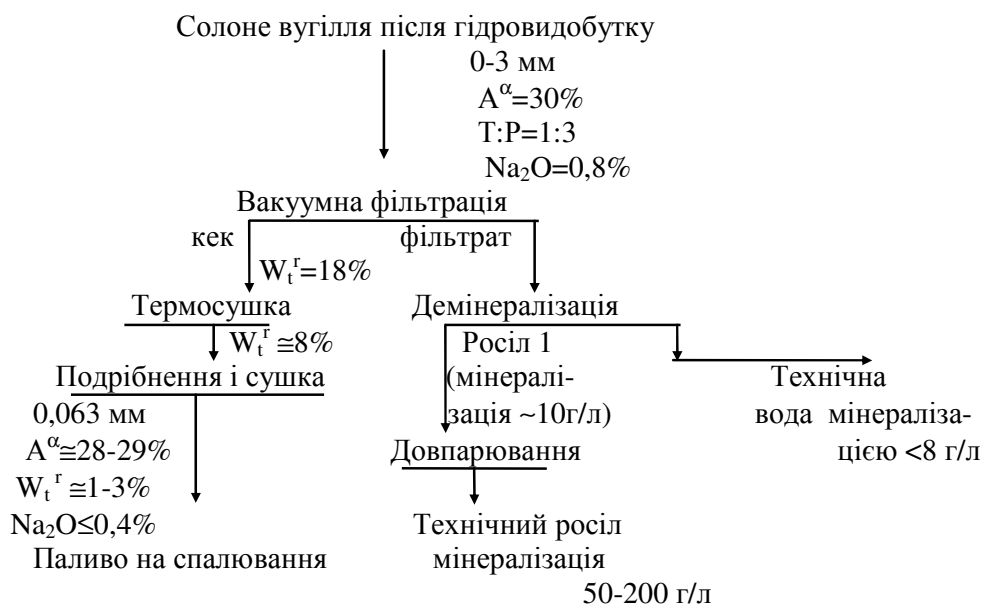 Солоне вугілля після гідровидобутку
0-3 мм
A^α=30%
Т:Р=1:3
Na₂O=0,8%
Вакуумна фільтрація
кек фільтрат
W_t^r=18%
Термосушка Демінералізація
W_t^r ≅8% Росіл 1
Подрібнення і сушка (мінералі- Технічна
0,063 мм зація ~10г/л) вода мінераліза-
A^α≅28-29% Довпарювання цією <8 г/л
W_t^r ≅1-3%
Na₂O≤0,4% Технічний росіл
Паливо на спалювання мінералізація
50-200 г/л